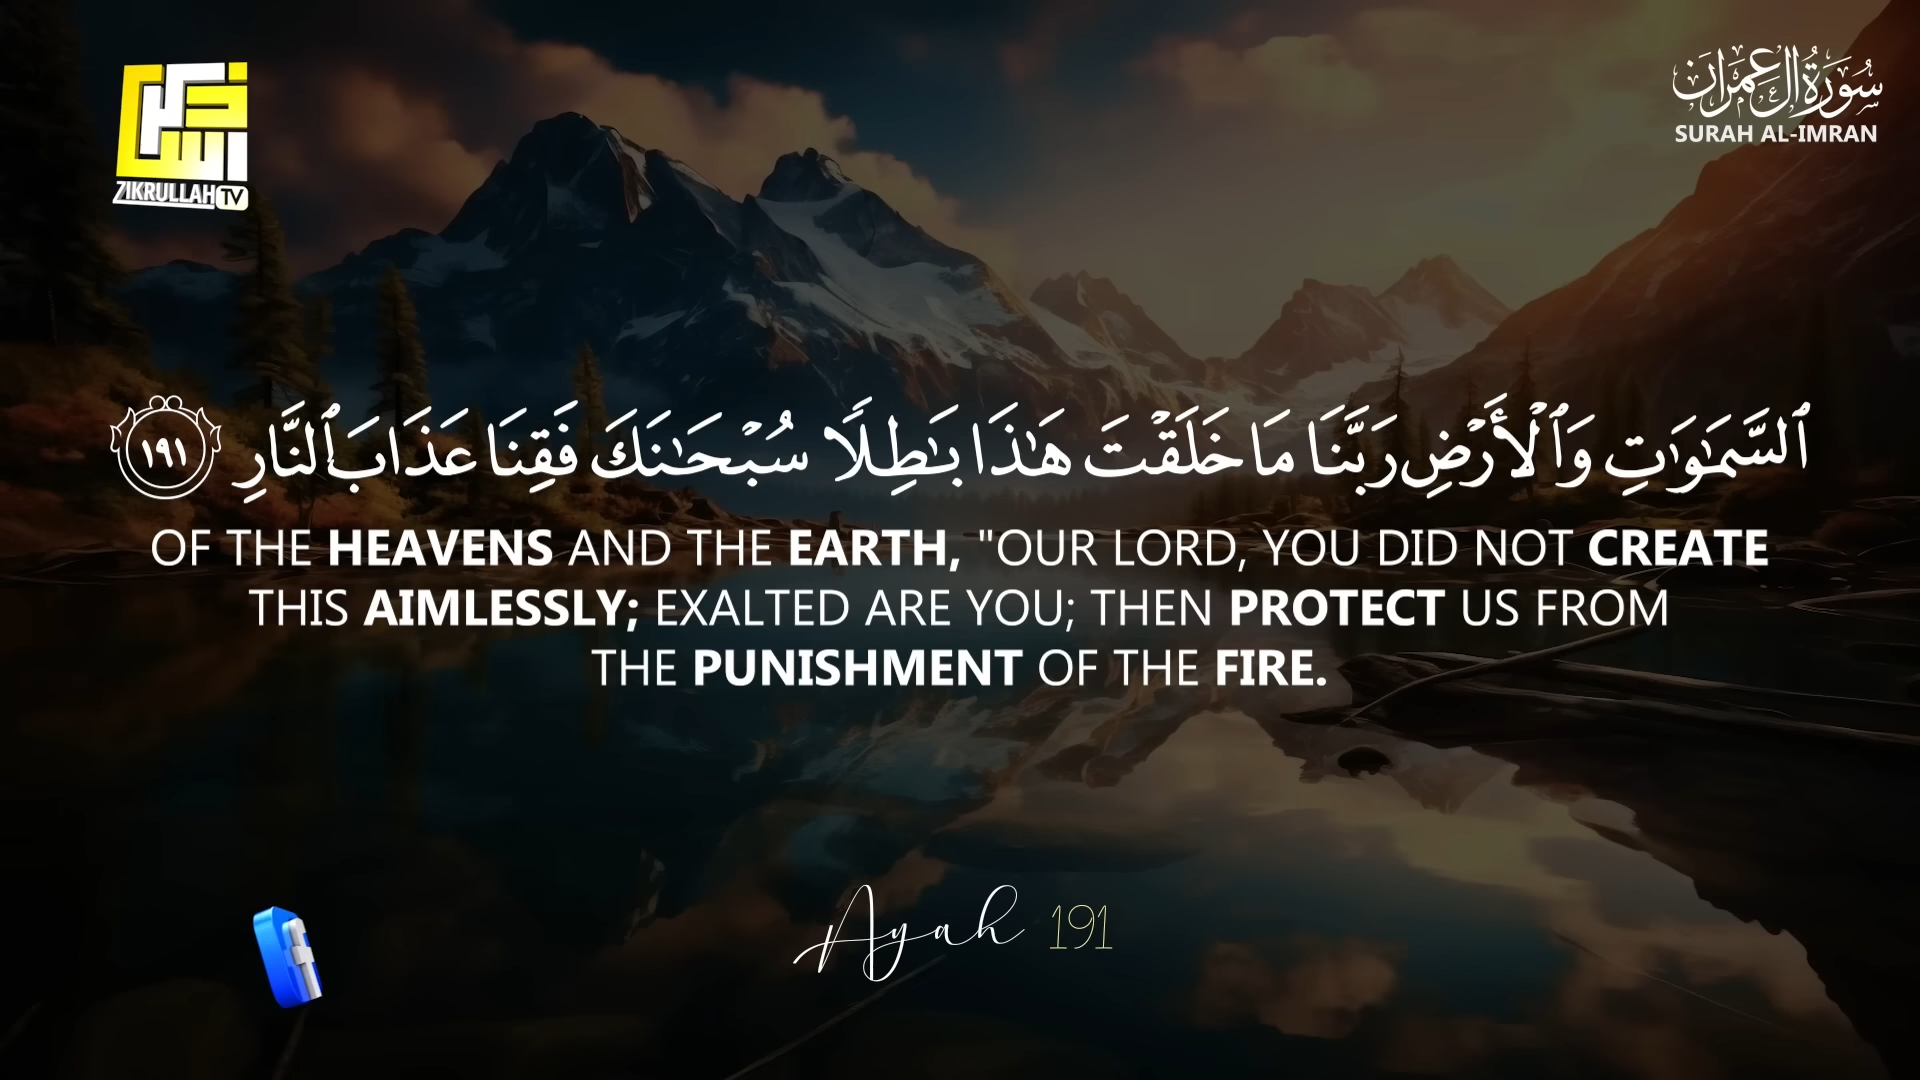 ذكر الله
ZIKRULLAH TV
سُورَةُ آلِ عِمْرَان
SURAH AL-IMRAN
ٱلسَّمَـٰوَٰتِ وَٱلْأَرْضِ رَبَّنَا مَا خَلَقْتَ هَـٰذَا بَـٰطِلًا سُبْحَـٰنَكَ فَقِنَا عَذَابَ ٱلنَّارِ ١٩١
OF THE HEAVENS AND THE EARTH, "OUR LORD, YOU DID NOT CREATE
THIS AIMLESSLY; EXALTED ARE YOU; THEN PROTECT US FROM
THE PUNISHMENT OF THE FIRE.
Ayah 191